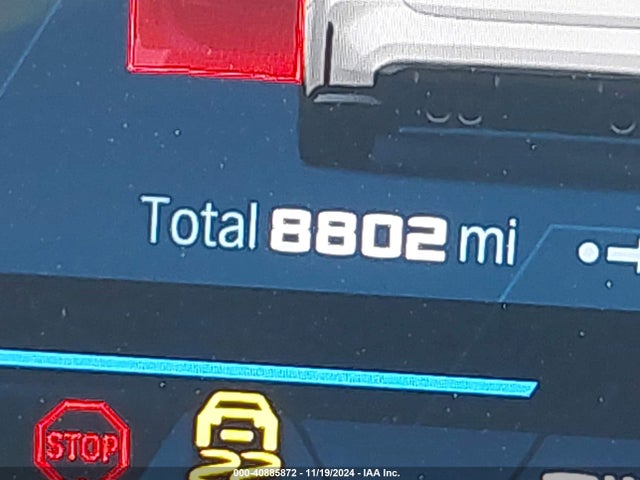 Total 8802 mi
STOP
000-40885872 - 11/19/2024 - IAA Inc.